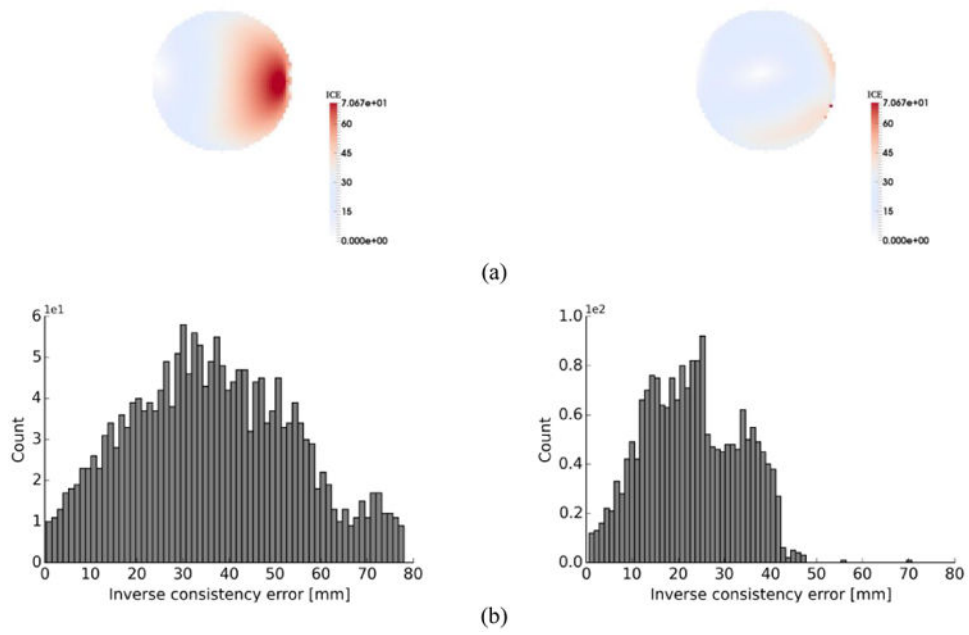 ICE
7.067e+01
60
45
30
15
0.000e+00
ICE
7.067e+01
60
45
30
15
0.000e+00
(a)
1e1
6
5
4
3
2
1
0
Count
0 10 20 30 40 50 60 70 80
Inverse consistency error [mm]
1e2
1.0
0.8
0.6
0.4
0.2
0.0
Count
0 10 20 30 40 50 60 70 80
Inverse consistency error [mm]
(b)